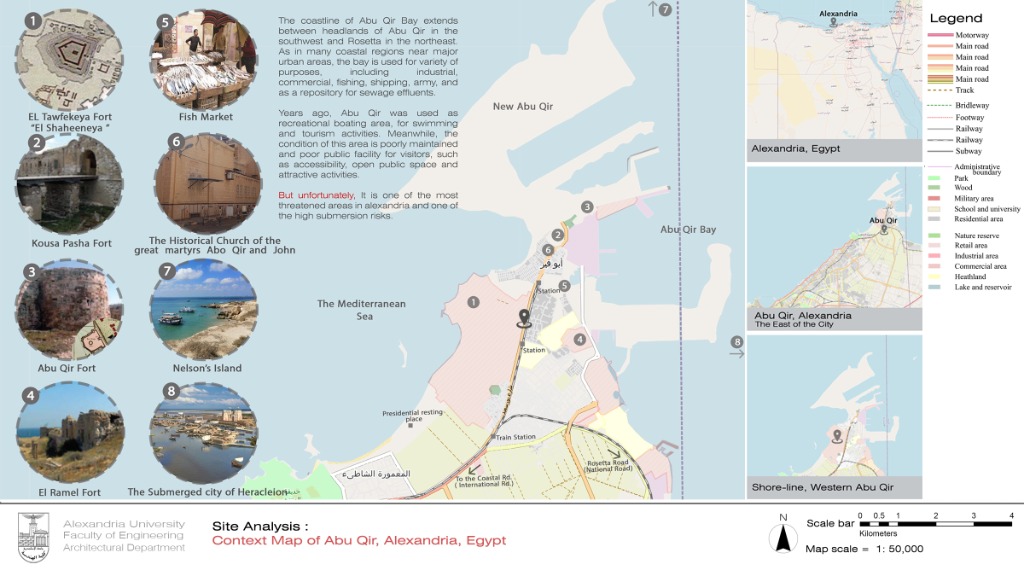 1
EL Tawfekeya Fort
"El Shaheeneya "
5
Fish Market
2
Kousa Pasha Fort
6
The Historical Church of the
great martyrs Abo Qir and John
3
Abu Qir Fort
7
Nelson's Island
4
El Ramel Fort
8
The Submerged city of Heracleion
The coastline of Abu Qir Bay extends
between headlands of Abu Qir in the
southwest and Rosetta in the northeast.
As in many coastal regions near major
urban areas, the bay is used for variety of
purposes, including industrial,
commercial, fishing, shipping, army, and
as a repository for sewage effluents.
Years ago, Abu Qir was used as
recreational boating area, for swimming
and tourism activities. Meanwhile, the
condition of this area is poorly maintained
and poor public facility for visitors, such
as accessibility, open public space and
attractive activities.
But unfortunately, It is one of the most
threatened areas in alexandria and one of
the high submersion risks.
7
New Abu Qir
3
Abu Qir Bay
2
6
أبو قير
Station
5
The Mediterranean
Sea
1
4
Station
8
Presidential resting
place
Train Station
المعمورة الشاطىء
To the Coastal Rd.
( International Rd.)
Rosetta Road
(National Road)
Alexandria
Alexandria, Egypt
Abu Qir
Abu Qir, Alexandria
The East of the City
Shore-line, Western Abu Qir
Legend
Motorway
Main road
Main road
Main road
Main road
Track
Bridleway
Footway
Railway
Railway
Subway
Administrative
boundary
Park
Wood
Military area
School and university
Residential area
Nature reserve
Retail area
Industrial area
Commercial area
Heathland
Lake and reservoir
Alexandria University
Faculty of Engineering
Architectural Department
Site Analysis :
Context Map of Abu Qir, Alexandria, Egypt
N
Scale bar
0 0.5 1 2 3 4
Kilometers
Map scale = 1: 50,000